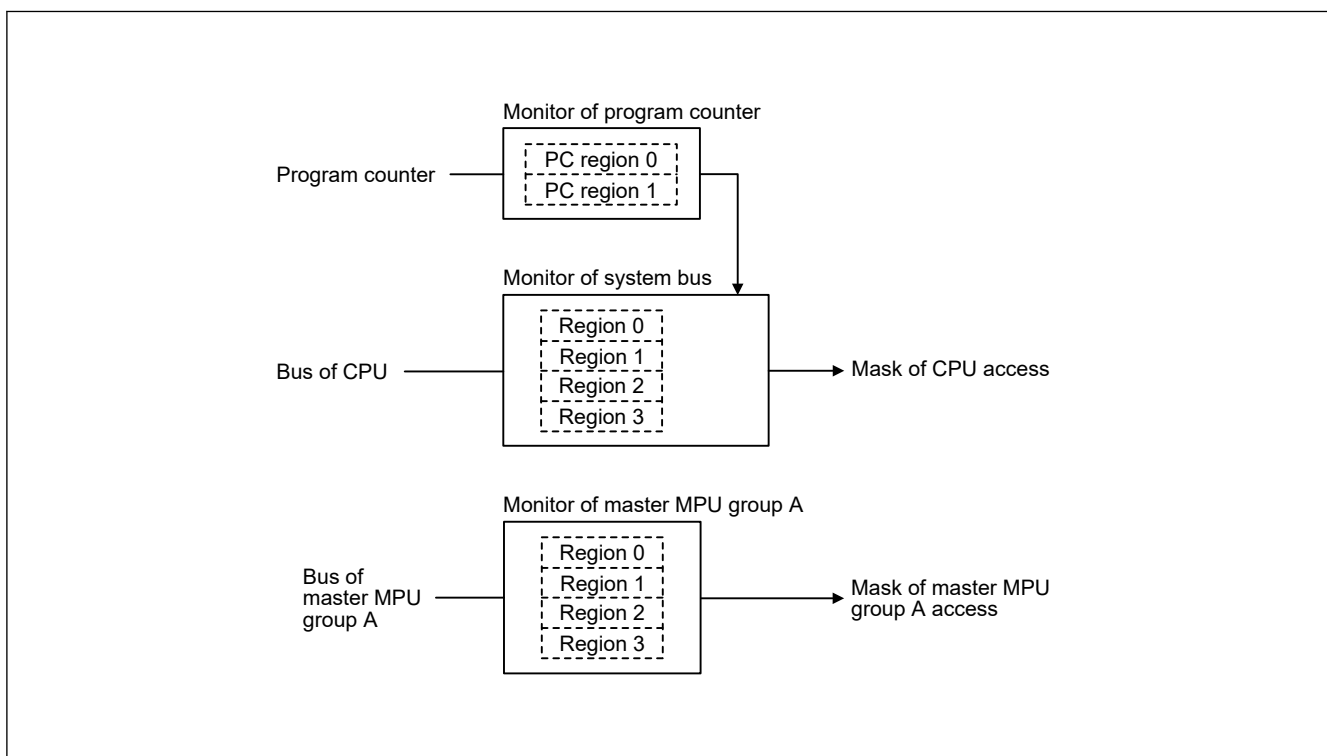 Monitor of program counter
Program counter
PC region 0
PC region 1
Monitor of system bus
Bus of CPU
Region 0
Region 1
Region 2
Region 3
Mask of CPU access
Monitor of master MPU group A
Bus of
master MPU
group A
Region 0
Region 1
Region 2
Region 3
Mask of master MPU
group A access